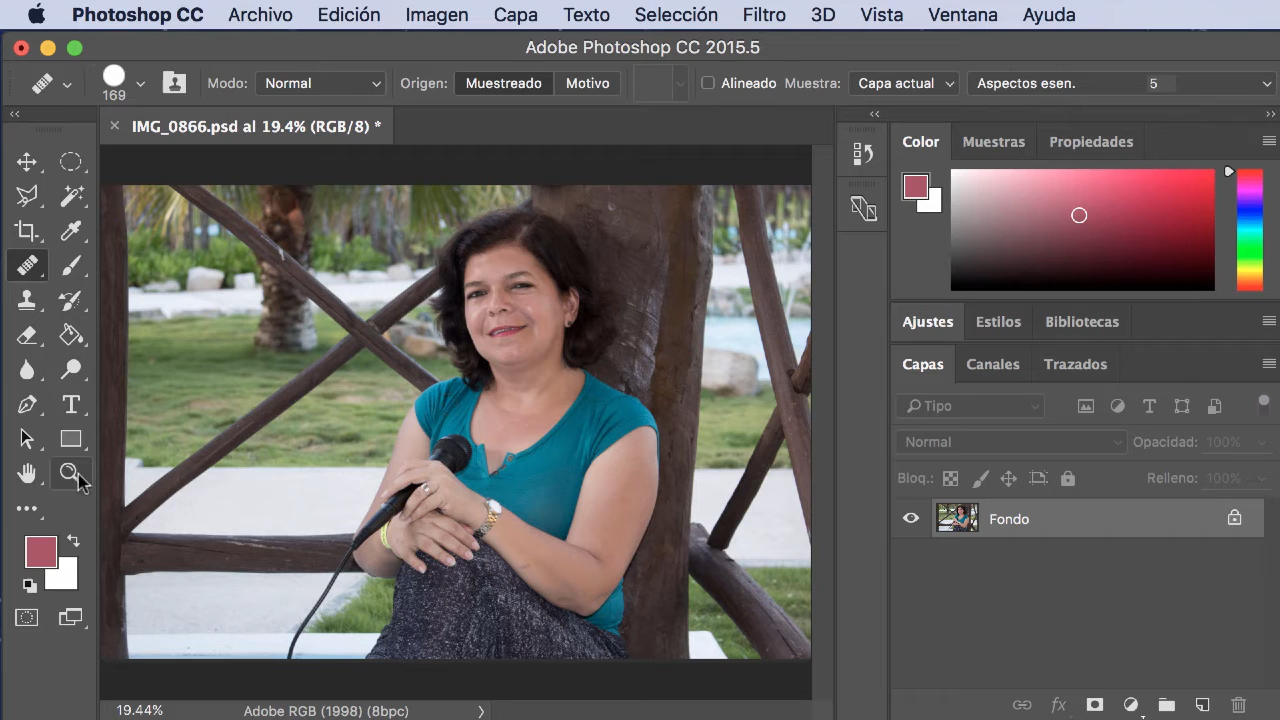 Photoshop CC Archivo Edición Imagen Capa Texto Selección Filtro 3D Vista Ventana Ayuda
Adobe Photoshop CC 2015.5
169 Modo: Normal Origen: Muestreado Motivo Alineado Muestra: Capa actual Aspectos esen. 5
IMG_0866.psd al 19.4% (RGB/8) *
Color Muestras Propiedades
Ajustes Estilos Bibliotecas
Capas Canales Trazados
Tipo
Normal Opacidad: 100%
Bloq.: Relleno: 100%
Fondo
19.44% Adobe RGB (1998) (8bpc)